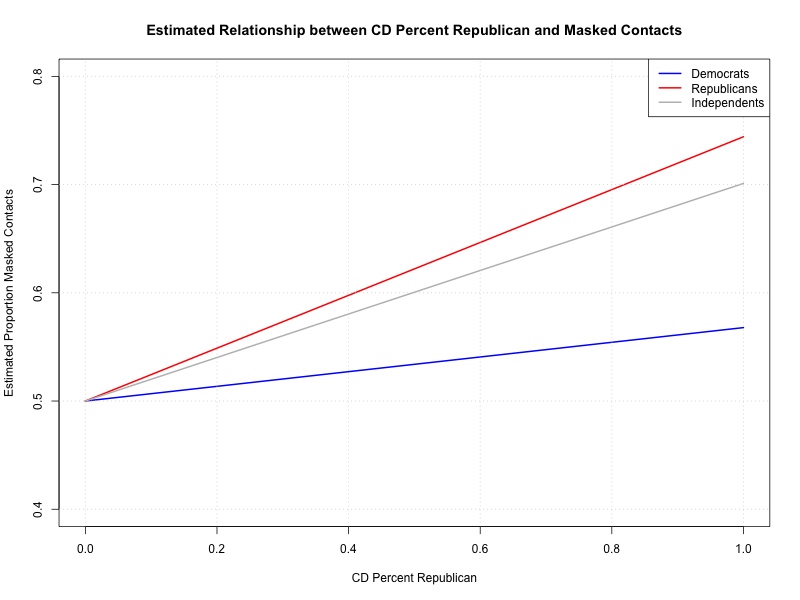 Estimated Relationship between CD Percent Republican and Masked Contacts
Democrats
Republicans
Independents
Estimated Proportion Masked Contacts
0.8
0.7
0.6
0.5
0.4
0.0 0.2 0.4 0.6 0.8 1.0
CD Percent Republican